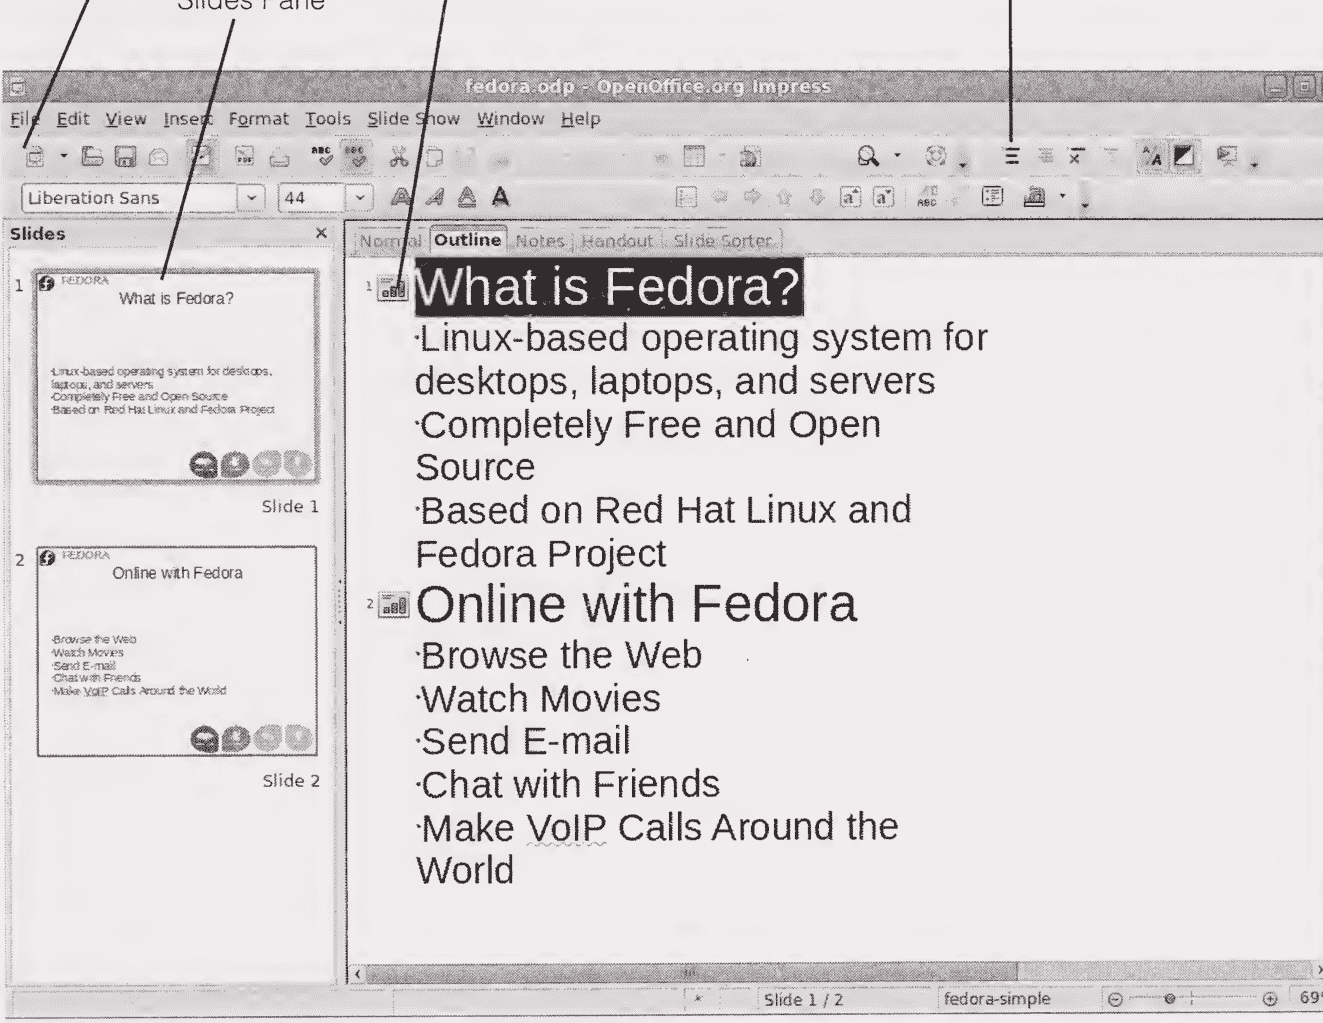 Slides Pane
fedora.odp - OpenOffice.org Impress
File Edit View Insert Format Tools Slide Show Window Help
Liberation Sans 44
Slides
Normal Outline Notes Handout Slide Sorter
1
FEDORA
What is Fedora?
·Linux-based operating system for desktops,
laptops, and servers
·Completely Free and Open Source
·Based on Red Hat Linux and Fedora Project
Slide 1
2
FEDORA
Online with Fedora
·Browse the Web
·Watch Movies
·Send E-mail
·Chat with Friends
·Make VoIP Calls Around the World
Slide 2
1 What is Fedora?
·Linux-based operating system for
desktops, laptops, and servers
·Completely Free and Open
Source
·Based on Red Hat Linux and
Fedora Project
2 Online with Fedora
·Browse the Web
·Watch Movies
·Send E-mail
·Chat with Friends
·Make VoIP Calls Around the
World
* Slide 1 / 2 fedora-simple 69%